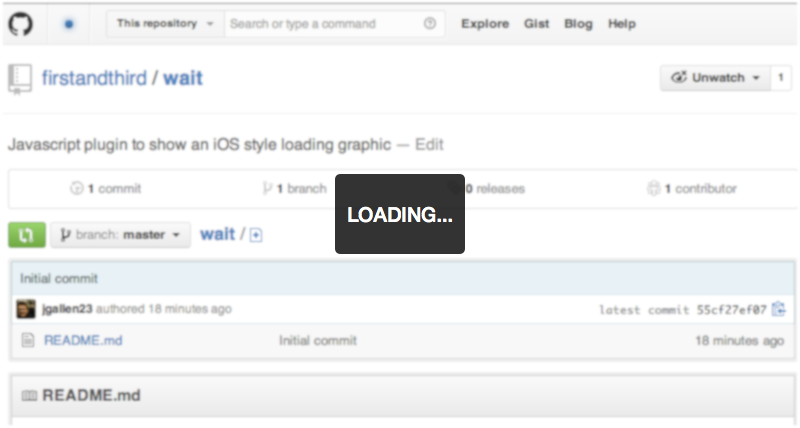 This repository Search or type a command Explore Gist Blog Help
firstandthird / wait Unwatch 1
Javascript plugin to show an iOS style loading graphic — Edit
1 commit 1 branch 0 releases 1 contributor
LOADING...
branch: master wait /
Initial commit
jgallen23 authored 18 minutes ago latest commit 55cf27ef07
README.md Initial commit 18 minutes ago
README.md